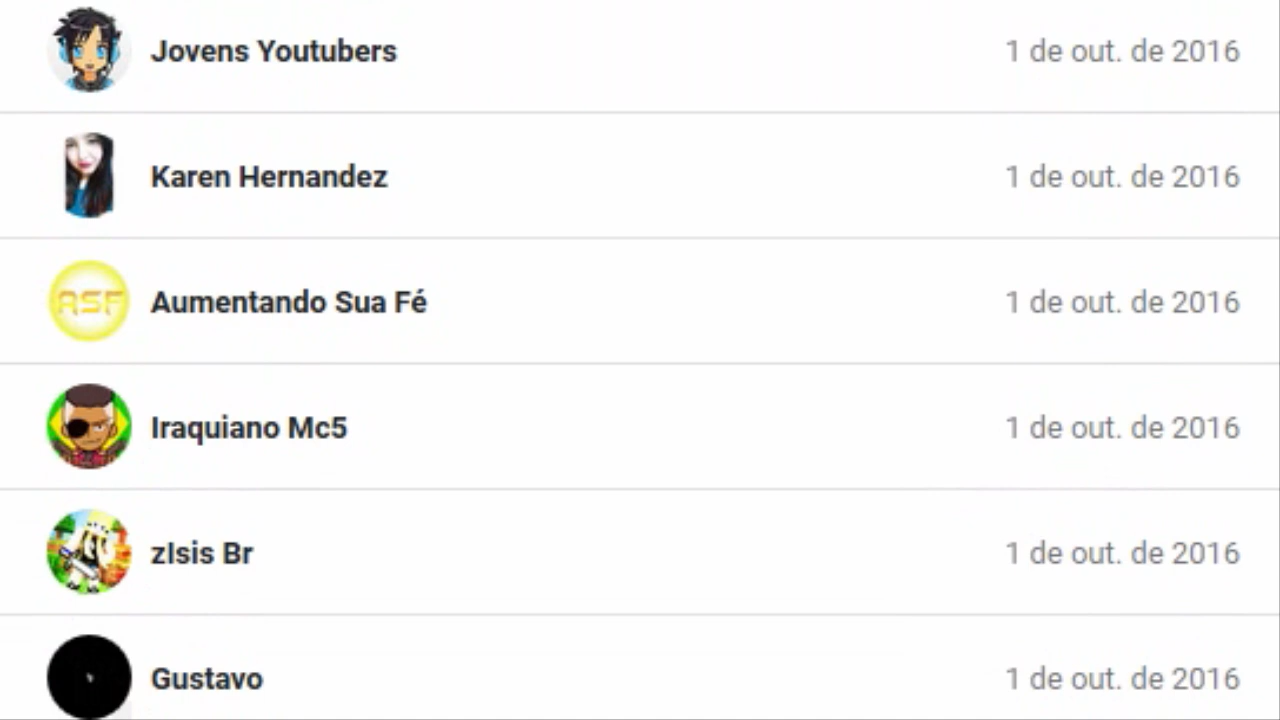 Jovens Youtubers 1 de out. de 2016
Karen Hernandez 1 de out. de 2016
ASF Aumentando Sua Fé 1 de out. de 2016
Iraquiano Mc5 1 de out. de 2016
zIsis Br 1 de out. de 2016
Gustavo 1 de out. de 2016